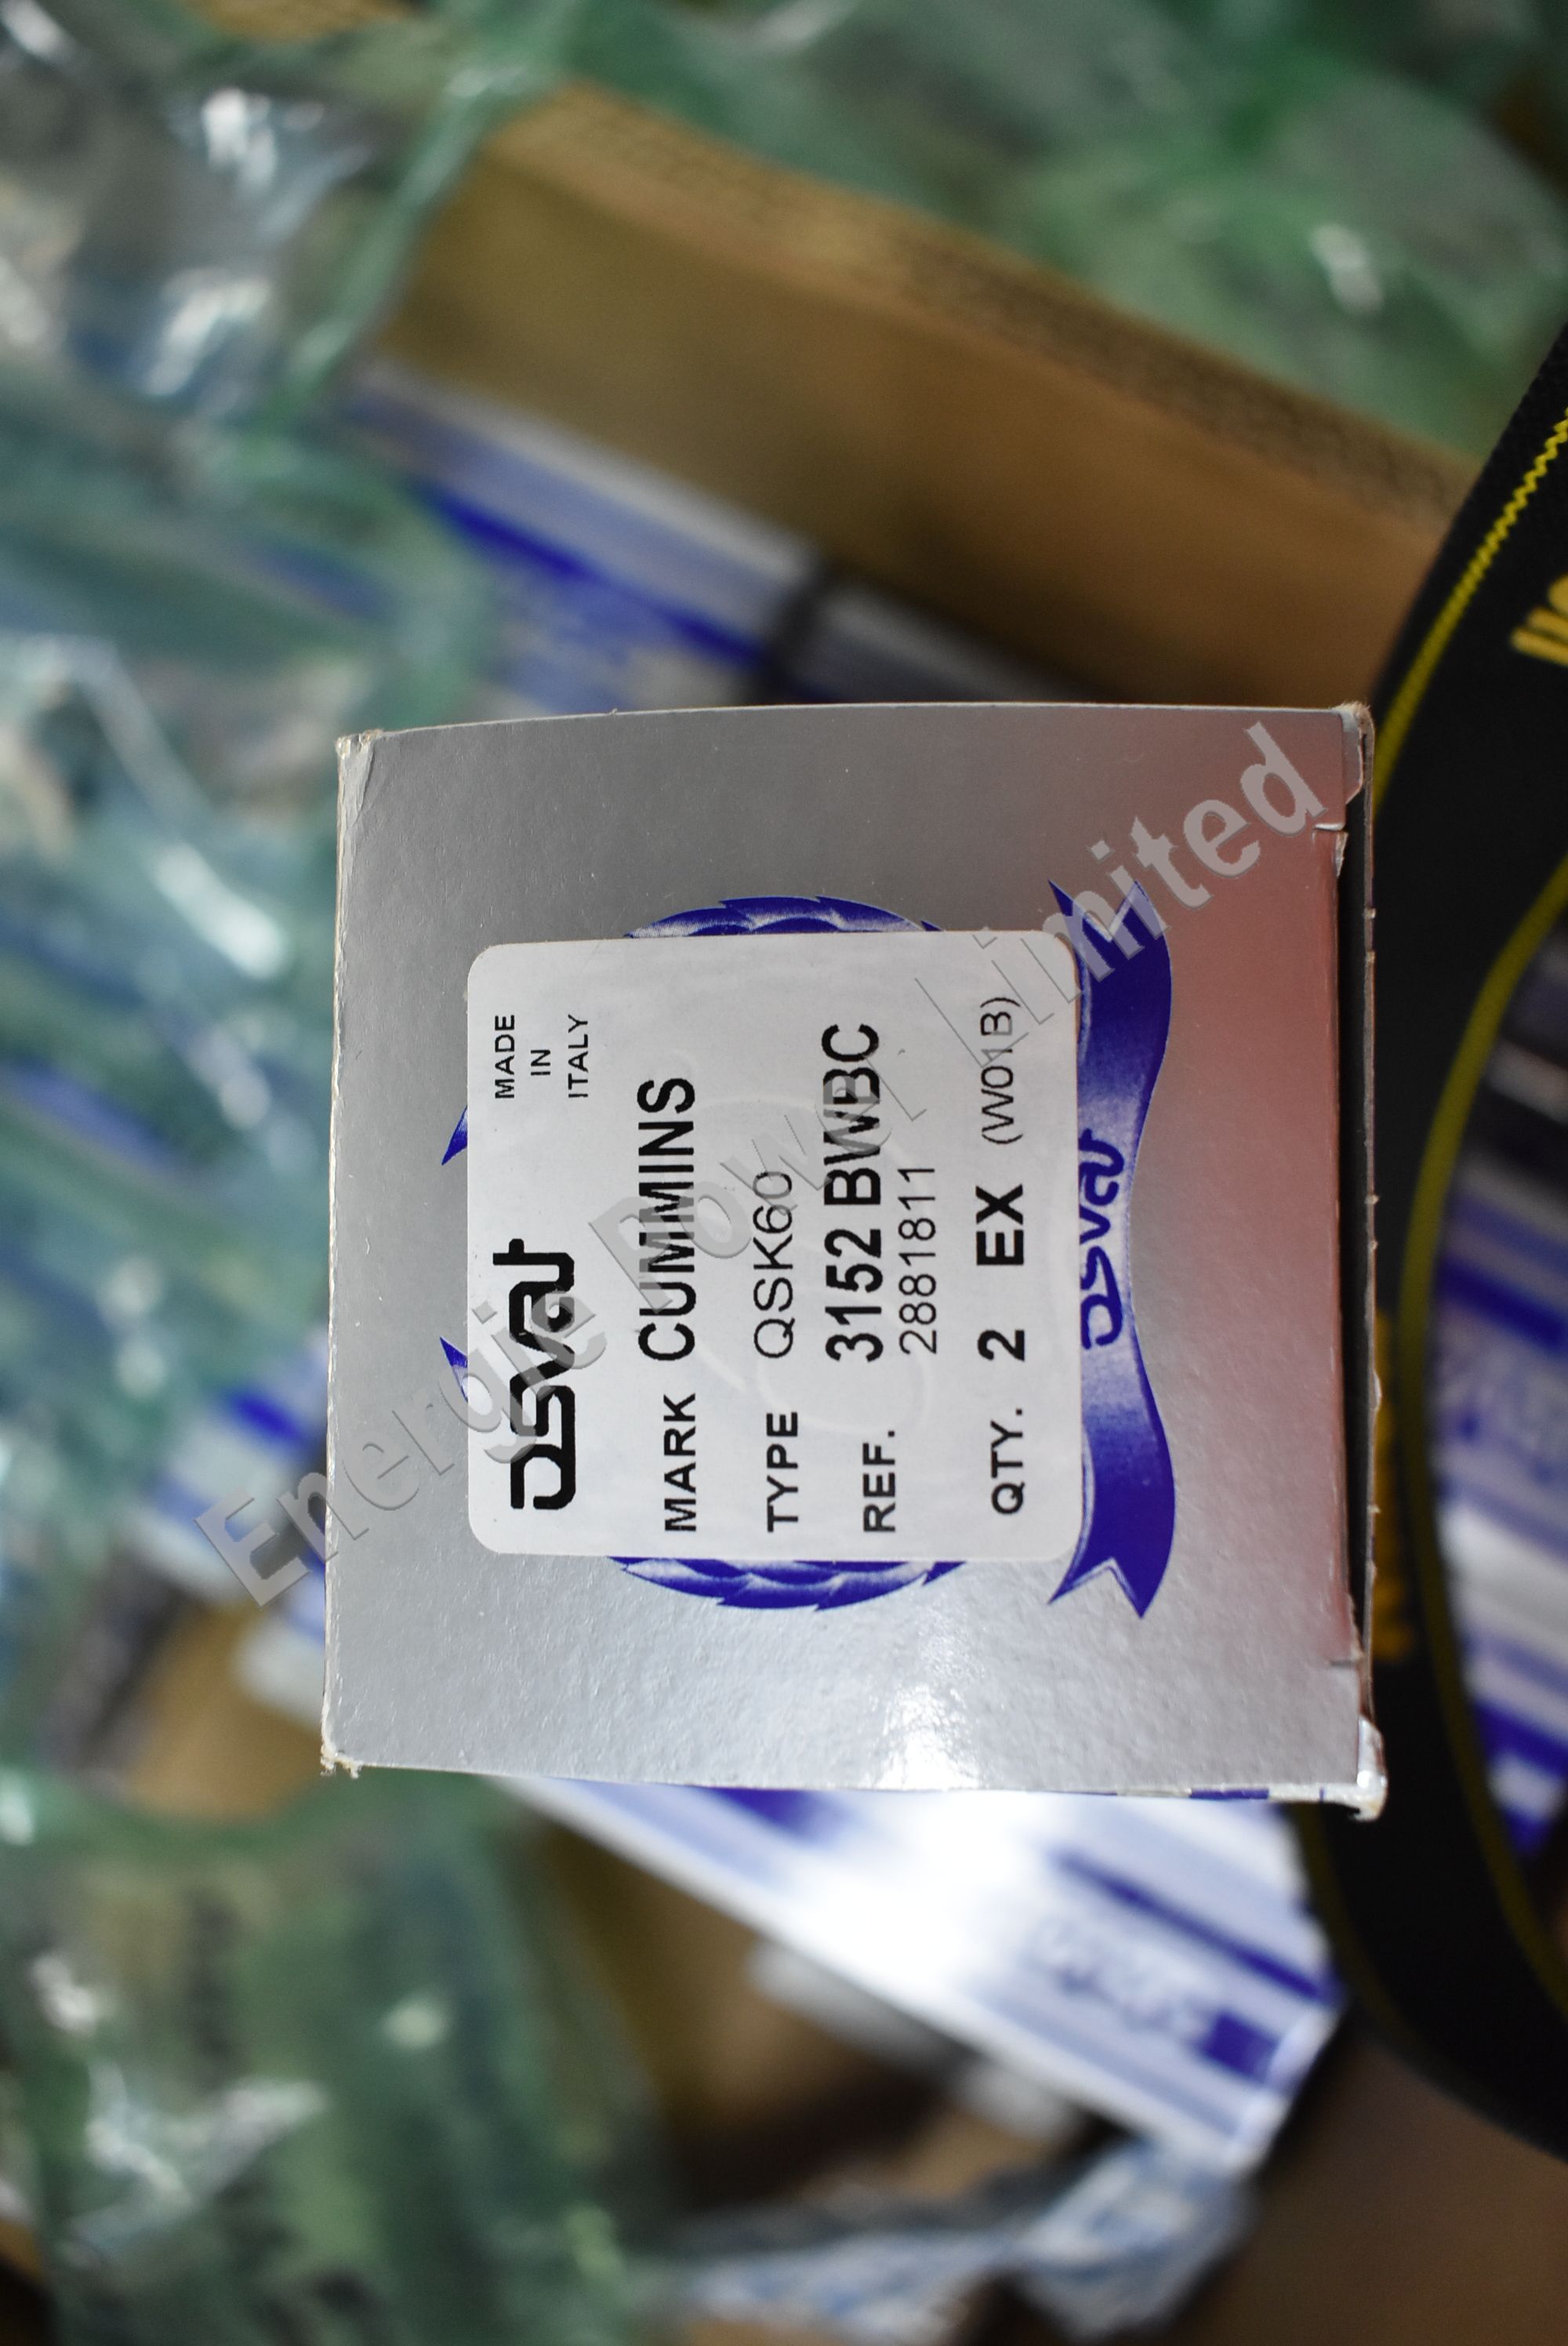 osvat
MADE
IN
ITALY
MARK CUMMINS
TYPE QSK60
REF. 3152 BWBC
2881811
QTY. 2 EX (W01B)
osvat
Energie Power Limited